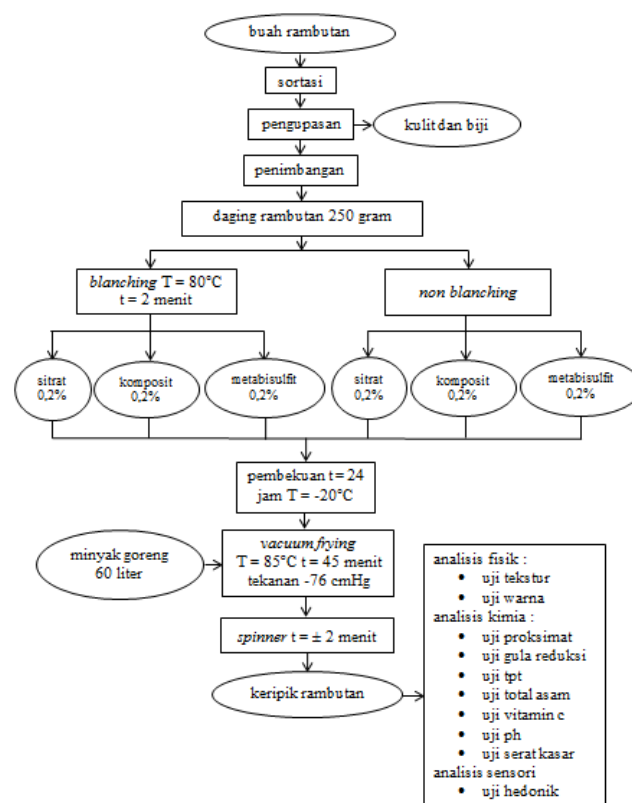 buah rambutan
sortasi
pengupasan
kulit dan biji
penimbangan
daging rambutan 250 gram
blanching T = 80°C
t = 2 menit
non blanching
sitrat
0,2%
komposit
0,2%
metabisulfit
0,2%
sitrat
0,2%
komposit
0,2%
metabisulfit
0,2%
pembekuan t = 24
jam T = -20°C
minyak goreng
60 liter
vacuum frying
T = 85°C t = 45 menit
tekanan -76 cmHg
spinner t = ± 2 menit
keripik rambutan
analisis fisik :
• uji tekstur
• uji warna
analisis kimia :
• uji proksimat
• uji gula reduksi
• uji tpt
• uji total asam
• uji vitamin c
• uji ph
• uji serat kasar
analisis sensori
• uji hedonik